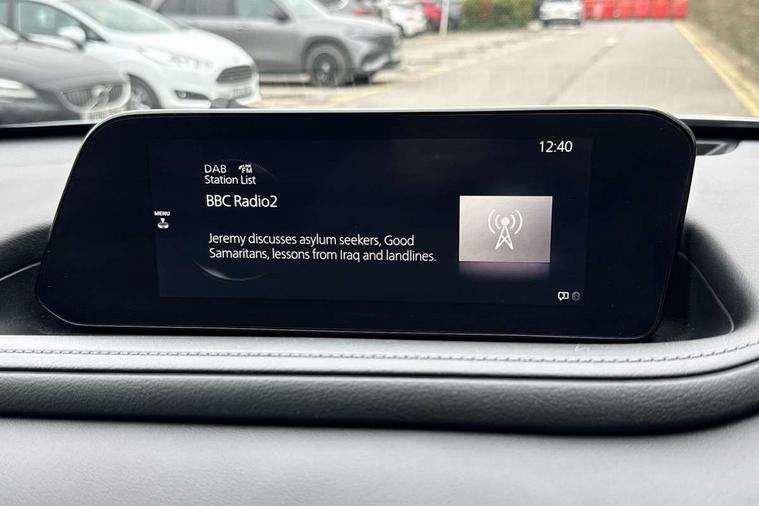 12:40
DAB FM
Station List
BBC Radio2
MENU
Jeremy discusses asylum seekers, Good
Samaritans, lessons from Iraq and landlines.